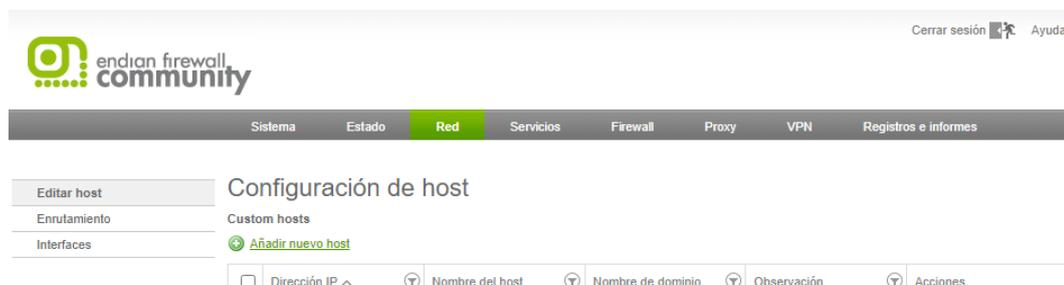 Cerrar sesión Ayuda
endian firewall
community
Sistema Estado Red Servicios Firewall Proxy VPN Registros e informes
Editar host
Enrutamiento
Interfaces
Configuración de host
Custom hosts
Añadir nuevo host
Dirección IP Nombre del host Nombre de dominio Observación Acciones